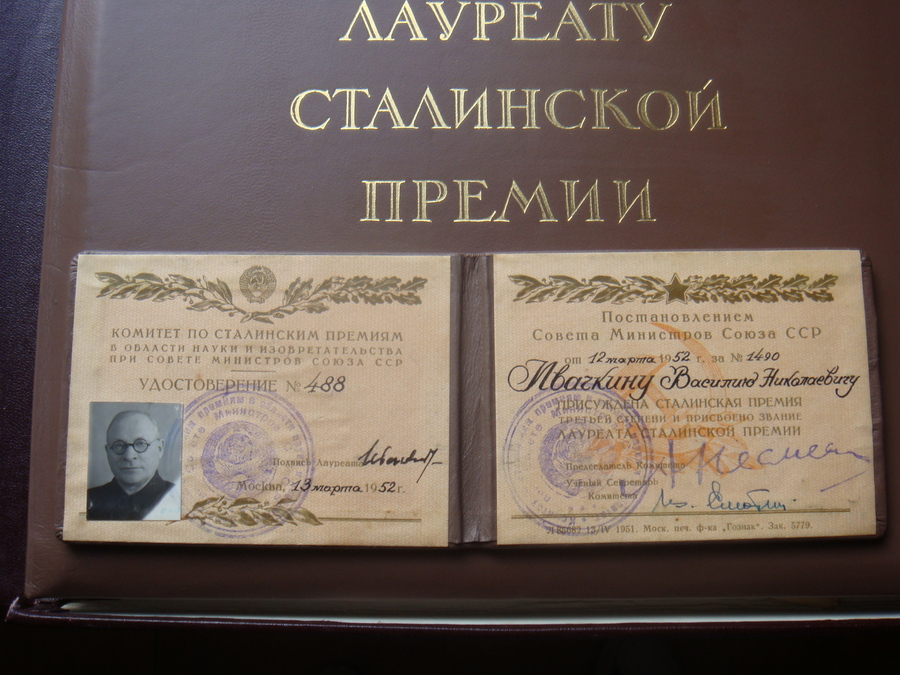 ЛАУРЕАТУ
СТАЛИНСКОЙ
ПРЕМИИ
КОМИТЕТ ПО СТАЛИНСКИМ ПРЕМИЯМ
В ОБЛАСТИ НАУКИ И ИЗОБРЕТАТЕЛЬСТВА
ПРИ СОВЕТЕ МИНИСТРОВ СОЮЗА ССР
УДОСТОВЕРЕНИЕ № 488
Подпись Лауреата
Москва, 13 марта 1952 г.
Постановлением
Совета Министров Союза ССР
от 12 марта 1952 г. за № 1490
Ивачкину Василию Николаевичу
ПРИСУЖДЕНА СТАЛИНСКАЯ ПРЕМИЯ
ТРЕТЬЕЙ СТЕПЕНИ И ПРИСВОЕНО ЗВАНИЕ
ЛАУРЕАТА СТАЛИНСКОЙ ПРЕМИИ
Председатель Комитета
Ученый Секретарь
Комитета
13/IV 1951. Моск. печ. ф-ка „Гознак". Зак. 5779.